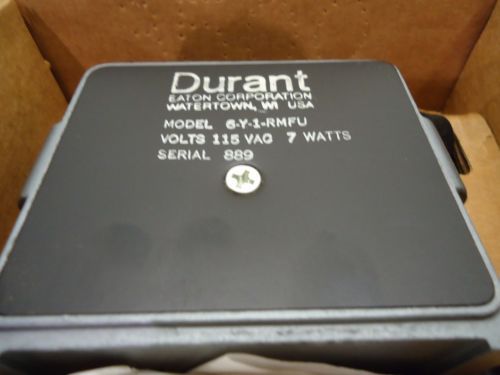 Durant
EATON CORPORATION
WATERTOWN, WI USA
MODEL 6-Y-1-RMFU
VOLTS 115 VAC 7 WATTS
SERIAL 889